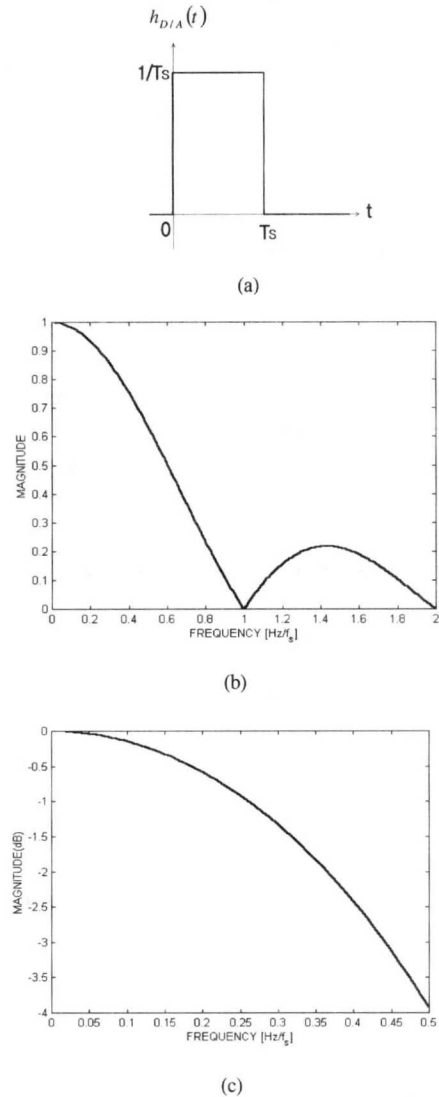 h_{D/A}(t)
1/Ts
0
Ts
t
(a)
1
0.9
0.8
0.7
0.6
0.5
0.4
0.3
0.2
0.1
0
MAGNITUDE
0 0.2 0.4 0.6 0.8 1.0 1.2 1.4 1.6 1.8 2
FREQUENCY [Hz/f_s]
(b)
0
-0.5
-1
-1.5
-2
-2.5
-3
-3.5
-4
MAGNITUDE(dB)
0 0.05 0.1 0.15 0.2 0.25 0.3 0.35 0.4 0.45 0.5
FREQUENCY [Hz/f_s]
(c)